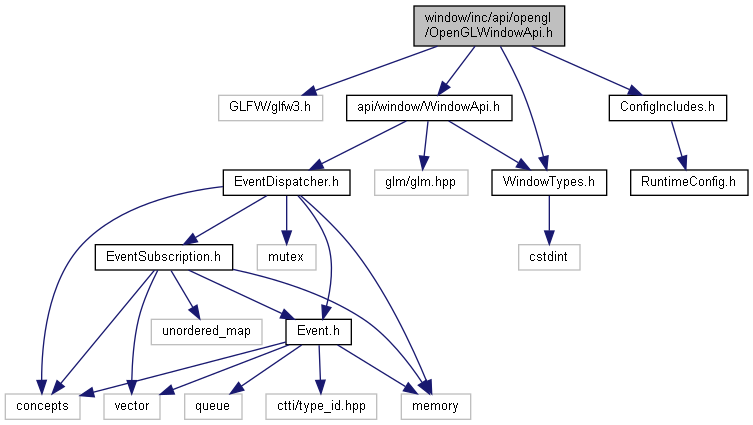 window/inc/api/opengl
/OpenGLWindowApi.h
GLFW/glfw3.h
api/window/WindowApi.h
ConfigIncludes.h
EventDispatcher.h
glm/glm.hpp
WindowTypes.h
RuntimeConfig.h
EventSubscription.h
mutex
cstdint
unordered_map
Event.h
concepts
vector
queue
ctti/type_id.hpp
memory